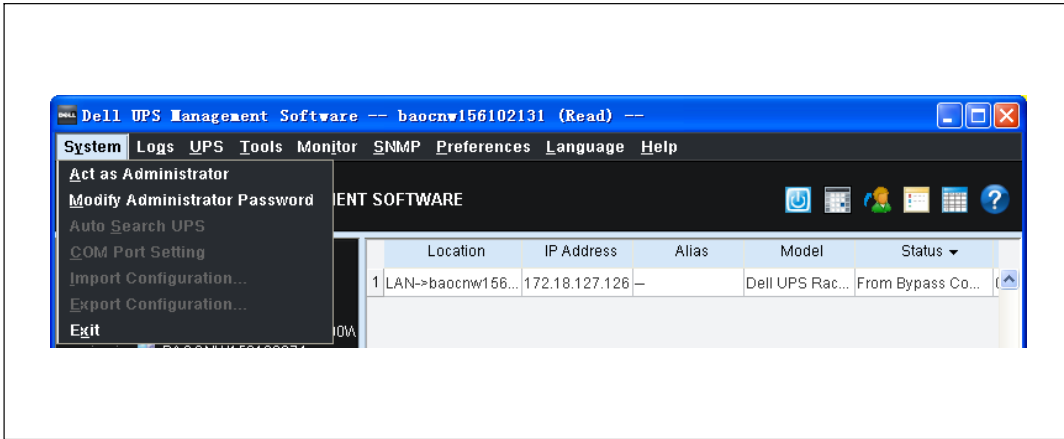 DELL Dell UPS Management Software -- baocnw156102131 (Read) --
System Logs UPS Tools Monitor SNMP Preferences Language Help
Act as Administrator
Modify Administrator Password
SOFTWARE
Auto Search UPS
COM Port Setting
Import Configuration...
Export Configuration...
Exit
Location IP Address Alias Model Status
1 LAN->baocnw156... 172.18.127.126 – Dell UPS Rac... From Bypass Co...